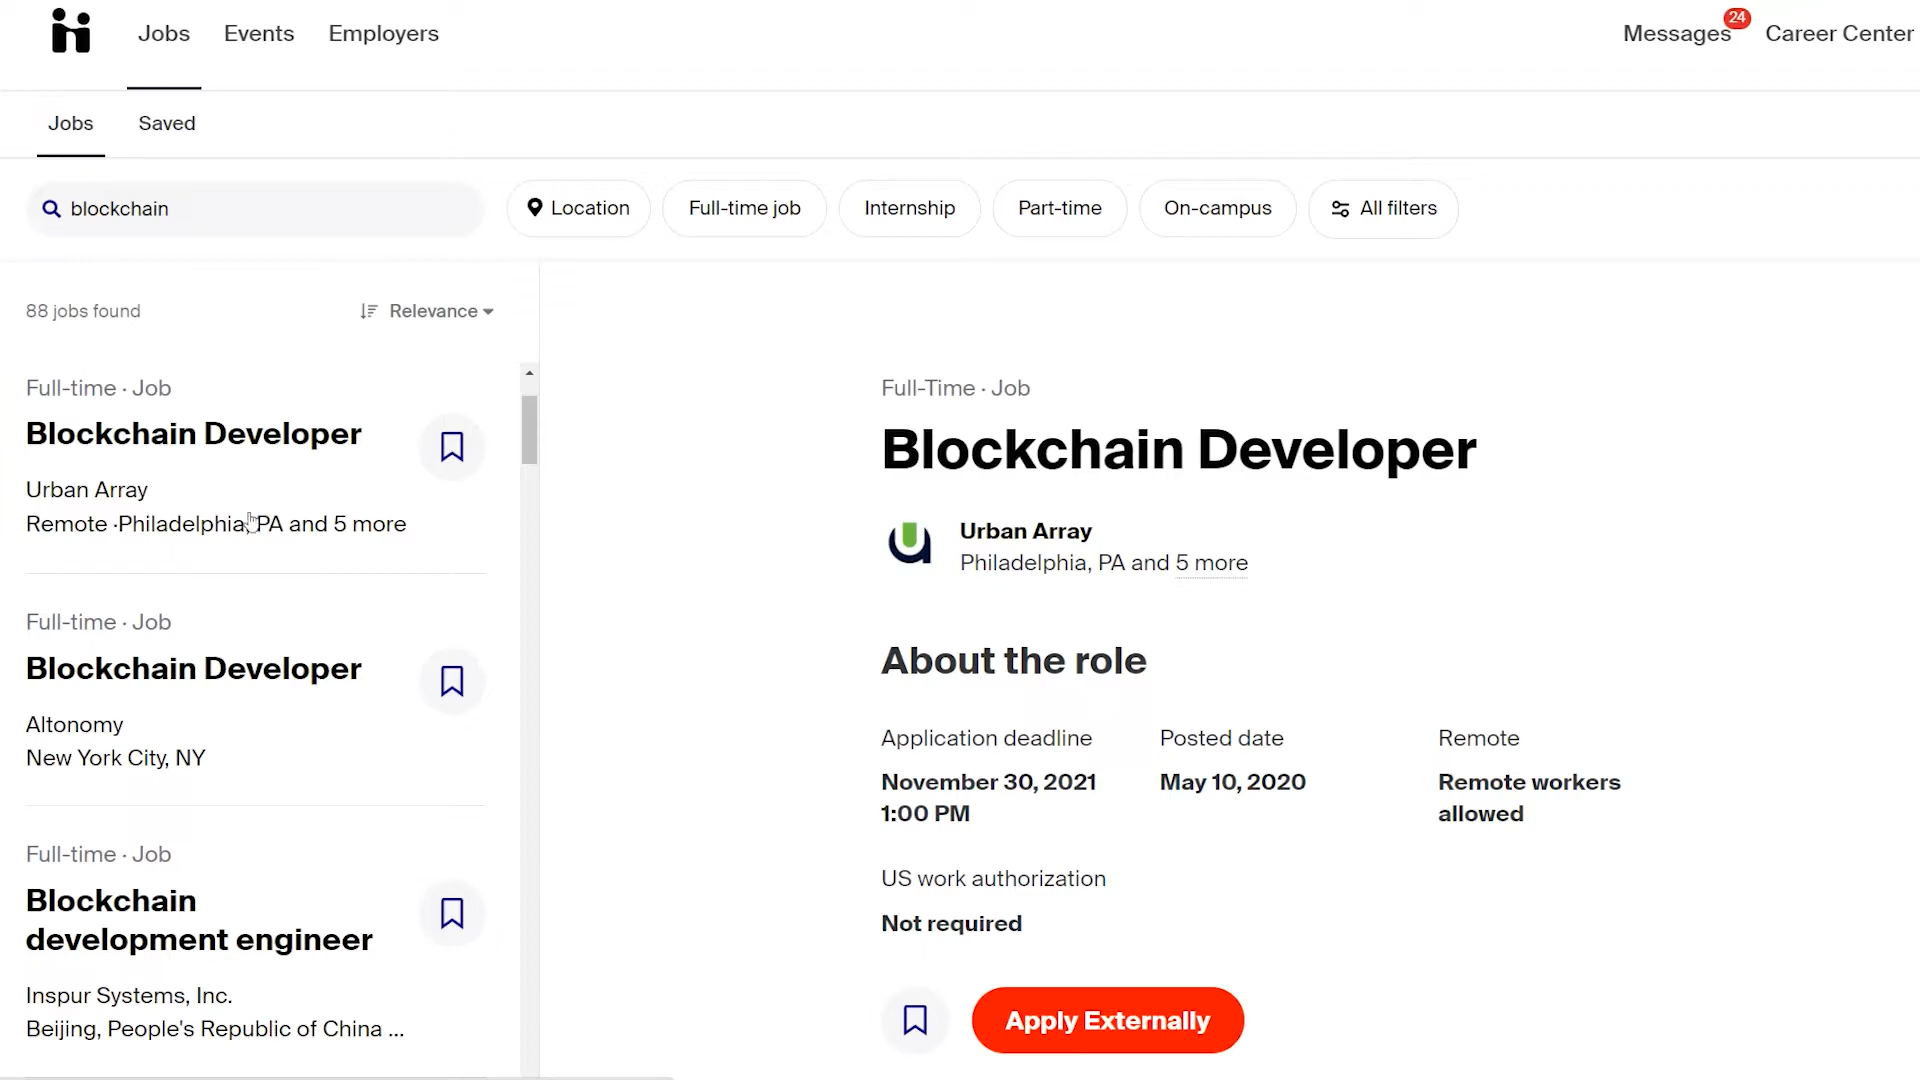 Jobs Events Employers Messages 24 Career Center
Jobs Saved
blockchain Location Full-time job Internship Part-time On-campus All filters
88 jobs found Relevance
Full-time · Job
Blockchain Developer
Urban Array
Remote ·Philadelphia, PA and 5 more
Full-time · Job
Blockchain Developer
Altonomy
New York City, NY
Full-time · Job
Blockchain
development engineer
Inspur Systems, Inc.
Beijing, People's Republic of China ...
Full-Time · Job
Blockchain Developer
Urban Array
Philadelphia, PA and 5 more
About the role
Application deadline Posted date Remote
November 30, 2021 May 10, 2020 Remote workers
1:00 PM allowed
US work authorization
Not required
Apply Externally